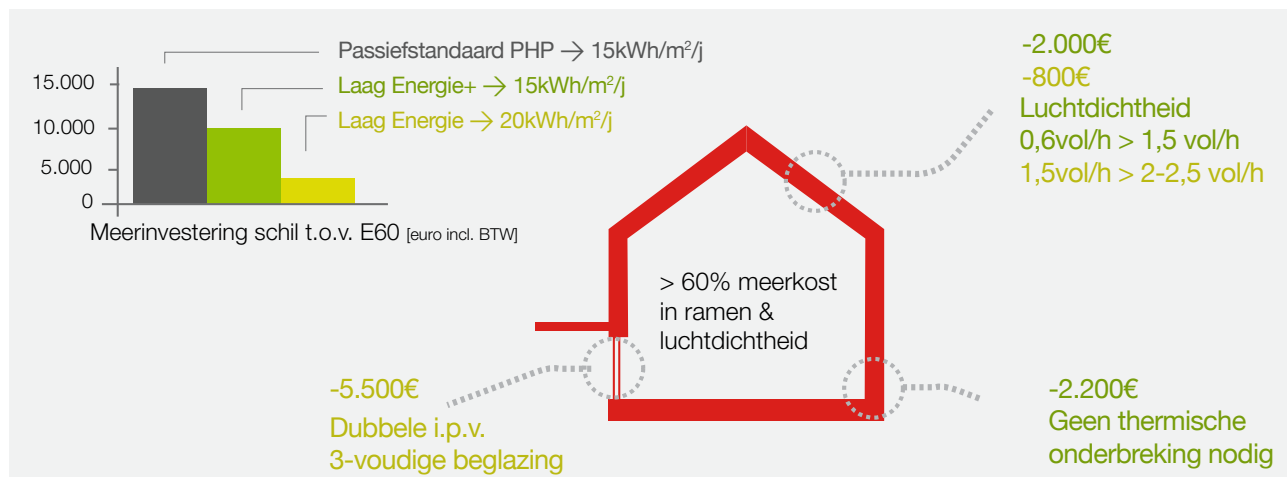 Passiefstandaard PHP → 15kWh/m²/j
Laag Energie+ → 15kWh/m²/j
Laag Energie → 20kWh/m²/j
15.000
10.000
5.000
0
Meerinvestering schil t.o.v. E60 [euro incl. BTW]
-2.000€
-800€
Luchtdichtheid
0,6vol/h > 1,5 vol/h
1,5vol/h > 2-2,5 vol/h
> 60% meerkost
in ramen &
luchtdichtheid
-5.500€
Dubbele i.p.v.
3-voudige beglazing
-2.200€
Geen thermische
onderbreking nodig